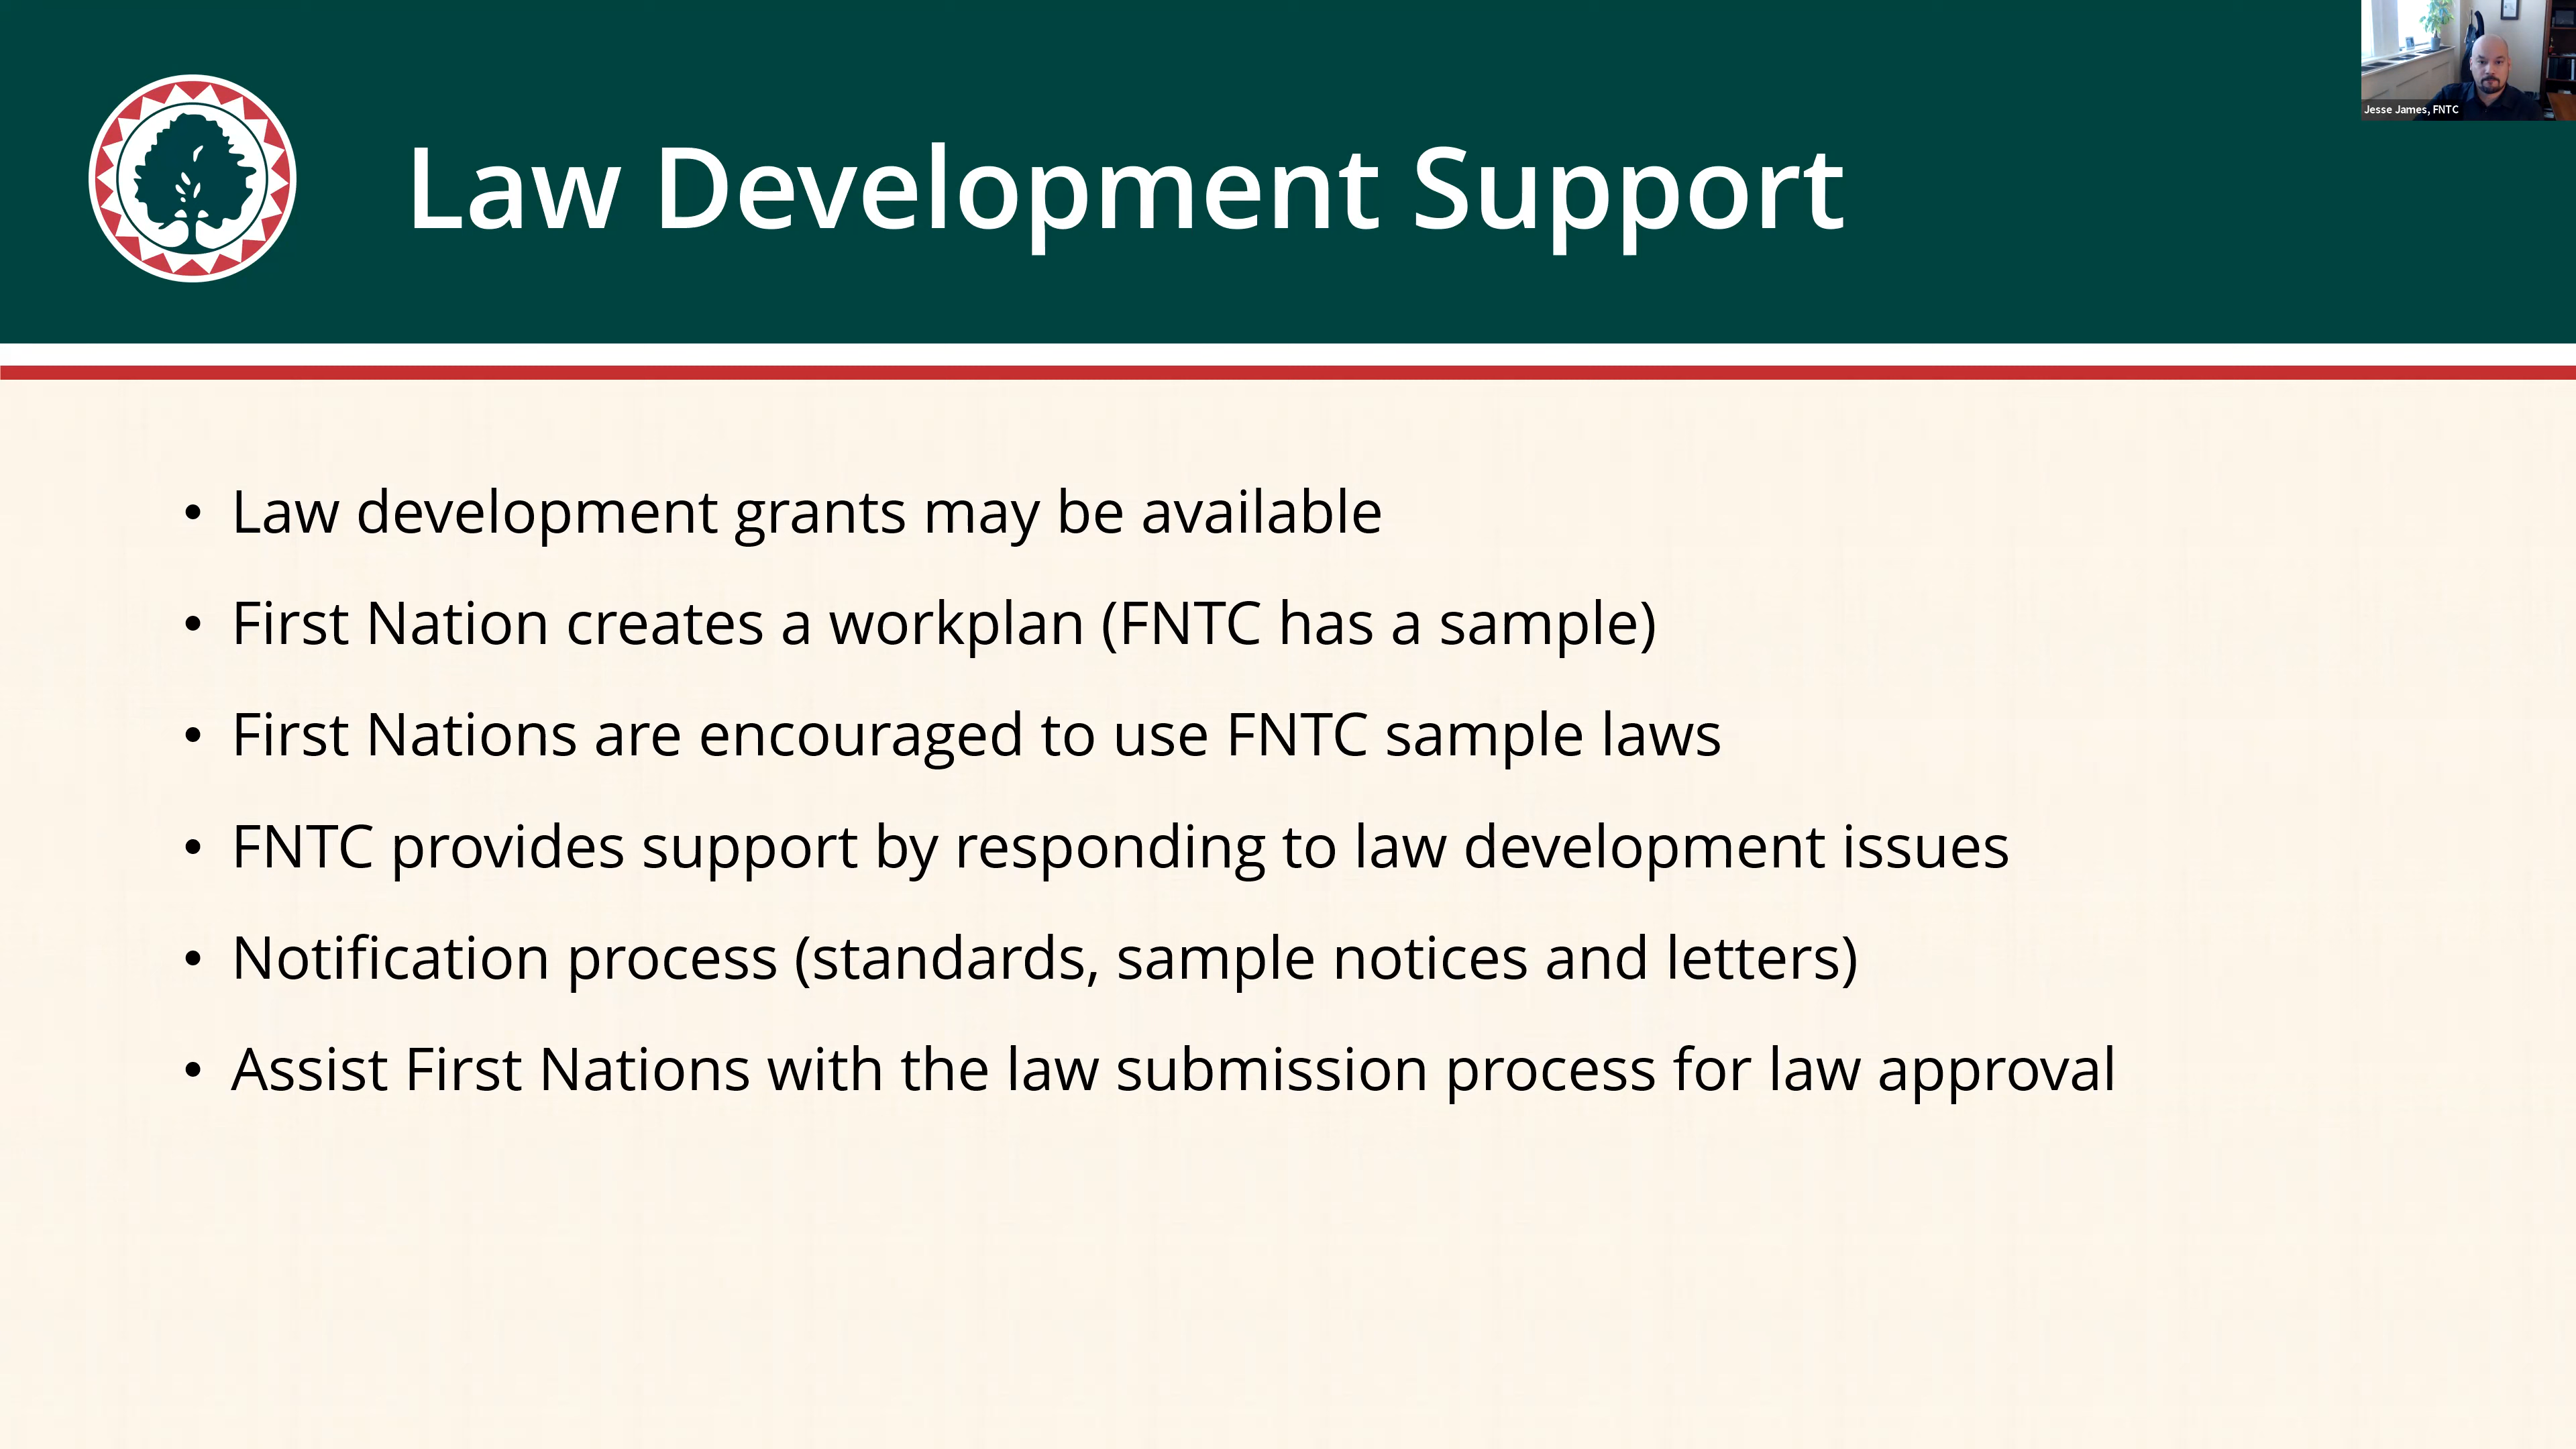 Jesse James, FNTC
Law Development Support
• Law development grants may be available
• First Nation creates a workplan (FNTC has a sample)
• First Nations are encouraged to use FNTC sample laws
• FNTC provides support by responding to law development issues
• Notification process (standards, sample notices and letters)
• Assist First Nations with the law submission process for law approval